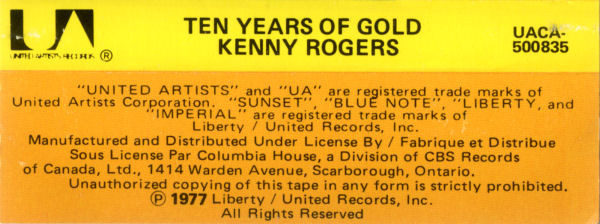 UA
UNITED ARTISTS RECORDS ®
TEN YEARS OF GOLD
KENNY ROGERS
UACA-
500835
"UNITED ARTISTS" and "UA" are registered trade marks of
United Artists Corporation. "SUNSET", "BLUE NOTE", "LIBERTY, and
"IMPERIAL" are registered trade marks of
Liberty / United Records, Inc.
Manufactured and Distributed Under License By / Fabrique et Distribue
Sous License Par Columbia House, a Division of CBS Records
of Canada, Ltd., 1414 Warden Avenue, Scarborough, Ontario.
Unauthorized copying of this tape in any form is strictly prohibited.
℗ 1977 Liberty / United Records, Inc.
All Rights Reserved